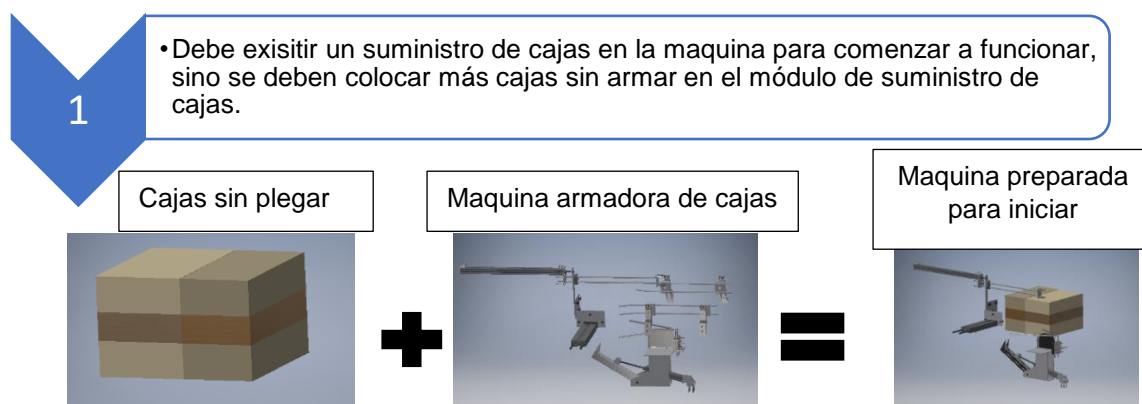 •Debe exisitir un suministro de cajas en la maquina para comenzar a funcionar,
sino se deben colocar más cajas sin armar en el módulo de suministro de
cajas.
1
Cajas sin plegar
Maquina armadora de cajas
Maquina preparada
para iniciar